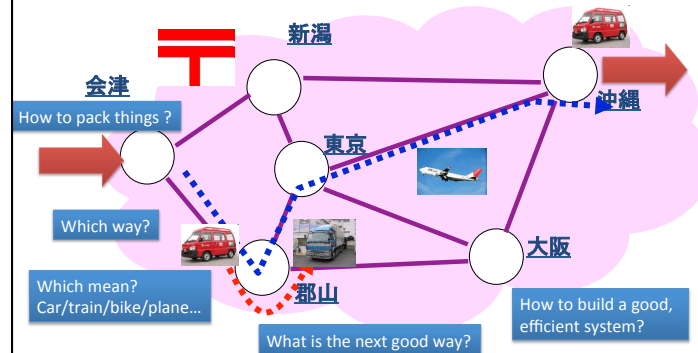 新潟
会津
沖縄
How to pack things ?
東京
Which way?
大阪
Which mean?
Car/train/bike/plane…
郡山
How to build a good,
efficient system?
What is the next good way?